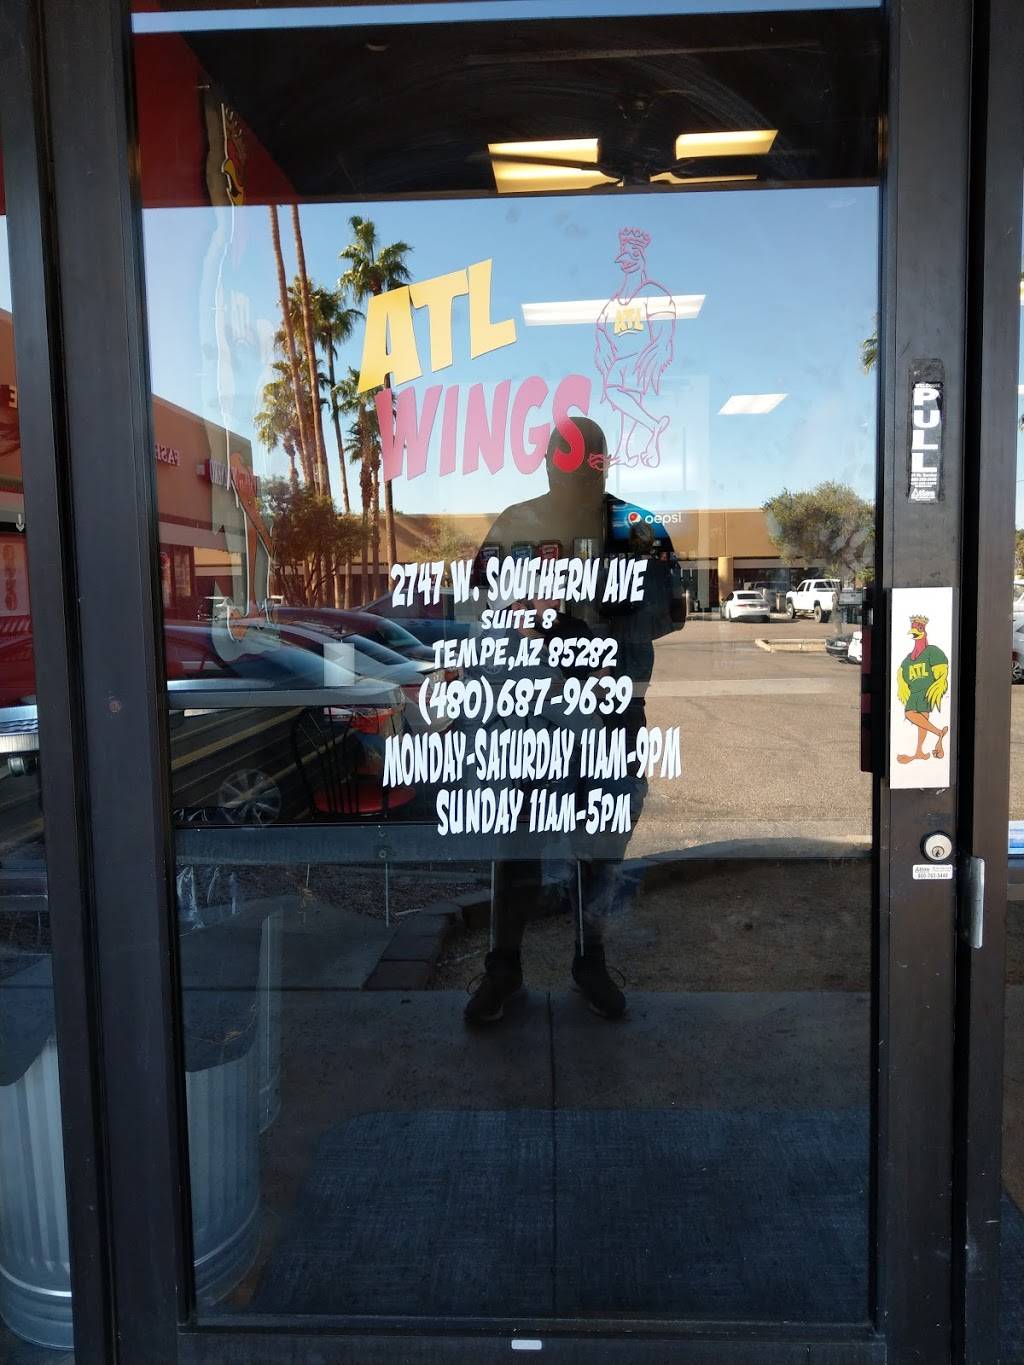 ATL
WINGS
ATL
pepsi
2747 W. SOUTHERN AVE
SUITE 8
TEMPE, AZ 85282
(480) 687-9639
MONDAY-SATURDAY 11AM-9PM
SUNDAY 11AM-5PM
PULL
ATL